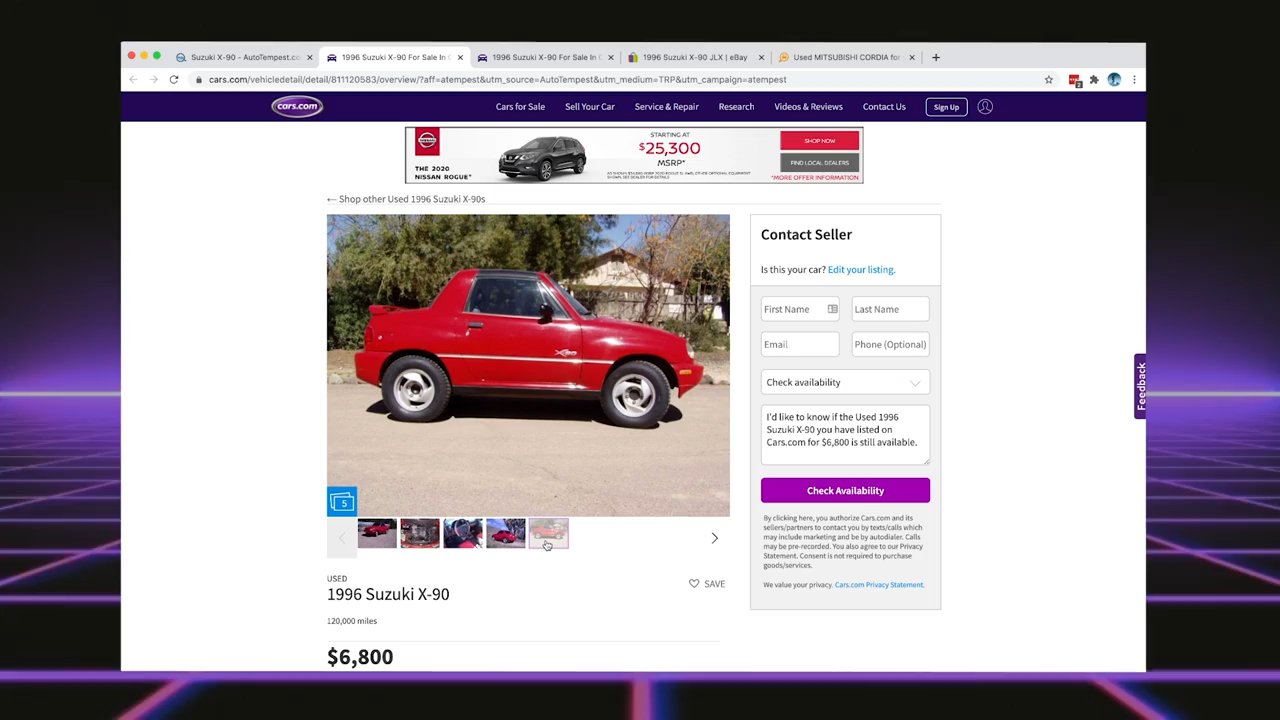 Suzuki X-90 - AutoTempest.co
1996 Suzuki X-90 For Sale In C
1996 Suzuki X-90 For Sale In C
1996 Suzuki X-90 JLX | eBay
Used MITSUBISHI CORDIA for
cars.com/vehicledetail/detail/811120583/overview/?aff=atempest&utm_source=AutoTempest&utm_medium=TRP&utm_campaign=atempest
2
cars.com
Cars for Sale
Sell Your Car
Service & Repair
Research
Videos & Reviews
Contact Us
Sign Up
NISSAN
THE 2020
NISSAN ROGUE®
STARTING AT
$25,300
MSRP*
SHOP NOW
FIND LOCAL DEALERS
*MORE OFFER INFORMATION
← Shop other Used 1996 Suzuki X-90s
X-90
5
USED
1996 Suzuki X-90
SAVE
120,000 miles
$6,800
Contact Seller
Is this your car? Edit your listing.
First Name
Last Name
Email
Phone (Optional)
Check availability
I'd like to know if the Used 1996
Suzuki X-90 you have listed on
Cars.com for $6,800 is still available.
Check Availability
By clicking here, you authorize Cars.com and its
sellers/partners to contact you by texts/calls which
may include marketing and be by autodialer. Calls
may be pre-recorded. You also agree to our Privacy
Statement. Consent is not required to purchase
goods/services.
We value your privacy. Cars.com Privacy Statement.
Feedback